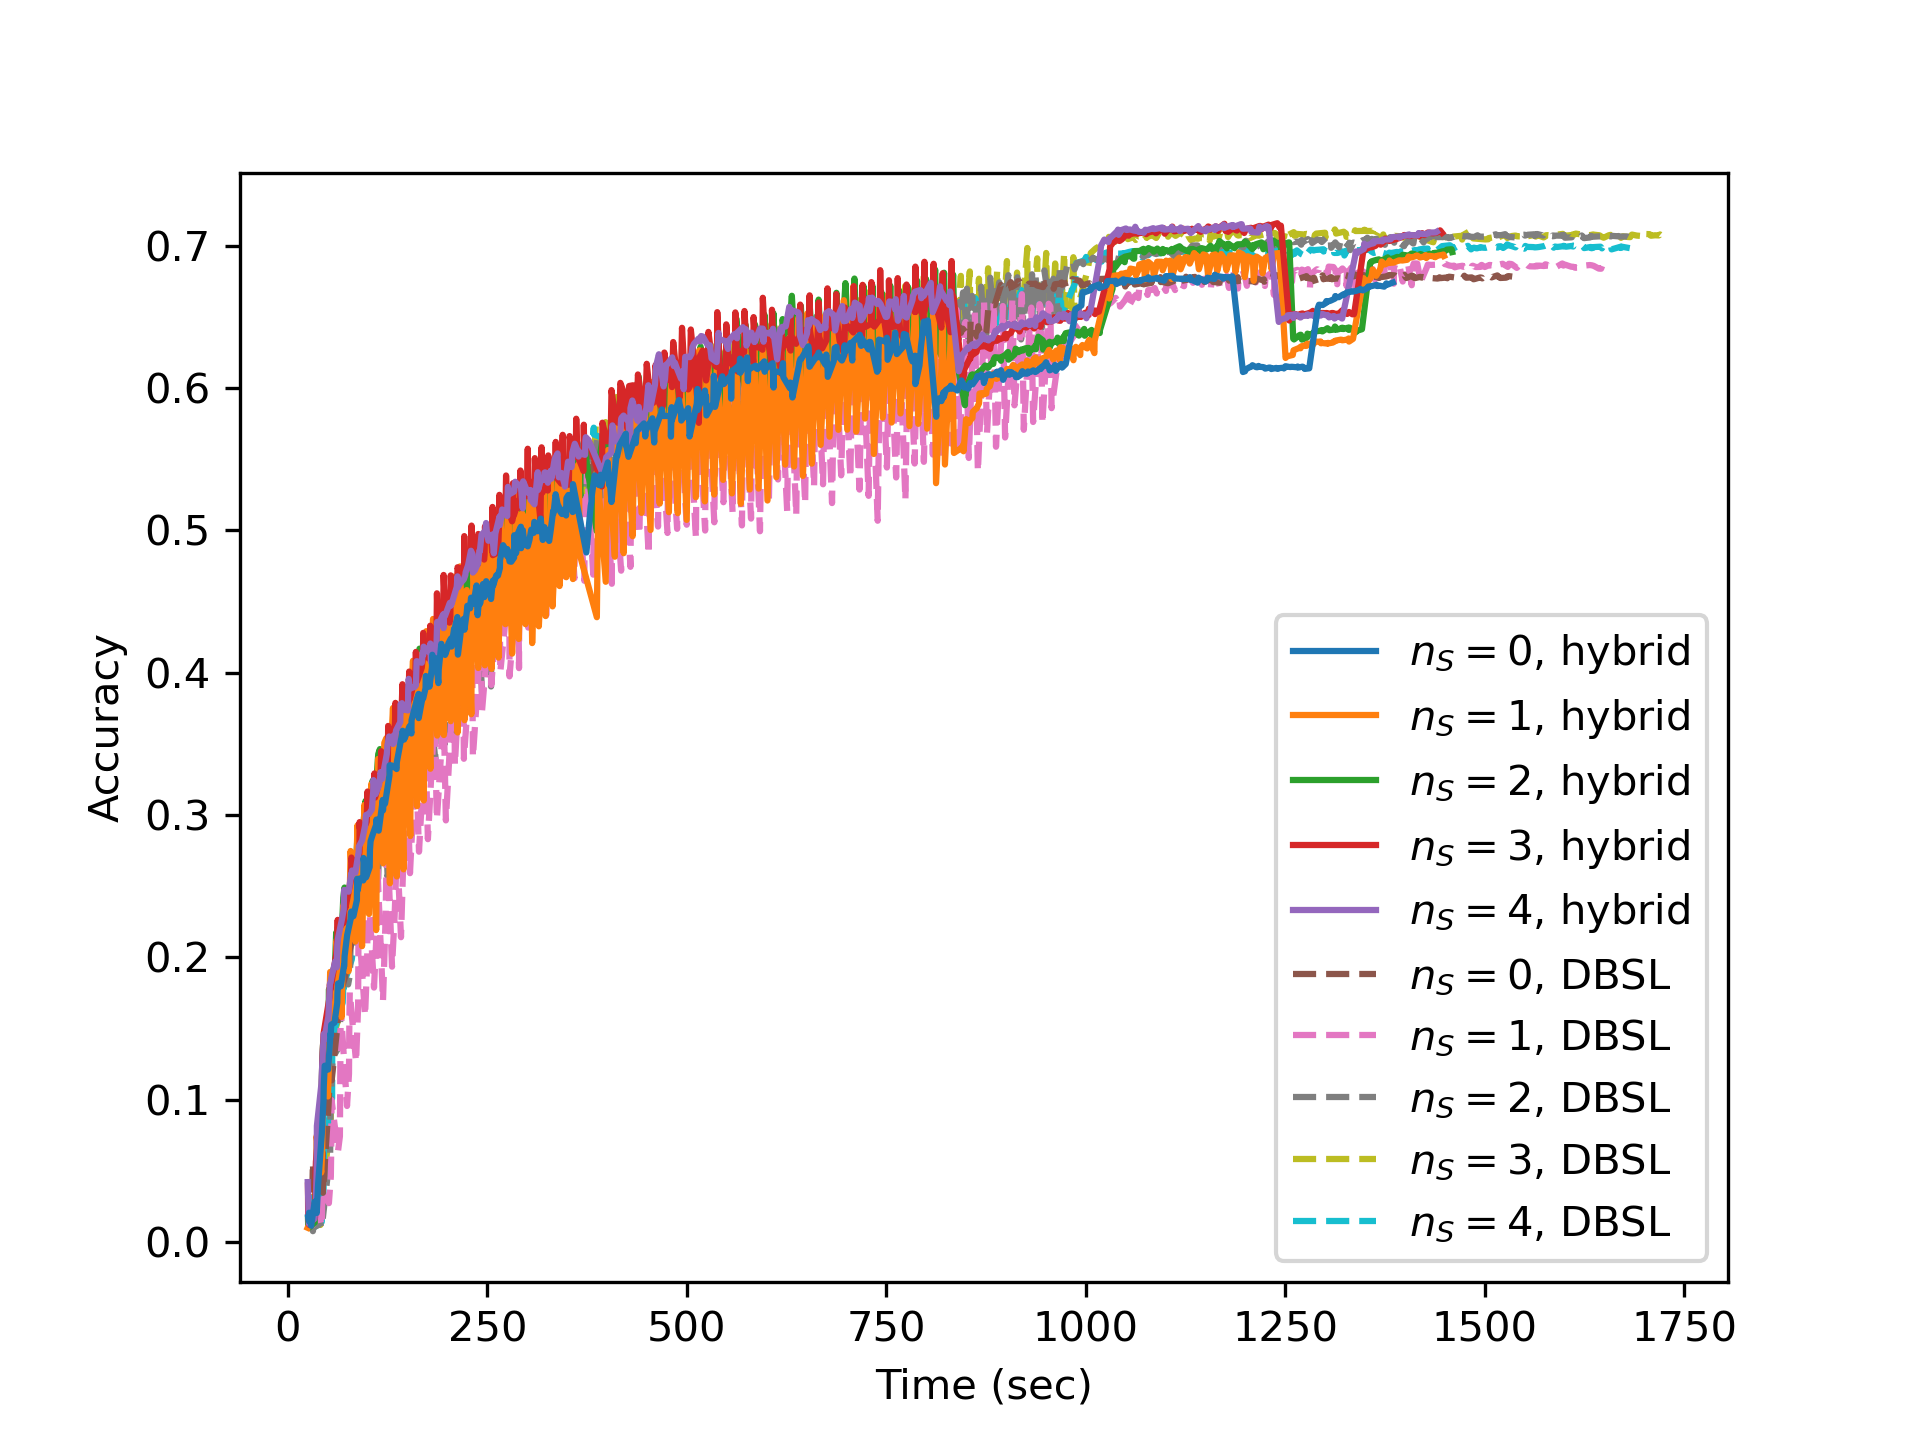 0.7
0.6
0.5
0.4
0.3
0.2
0.1
0.0
Accuracy
n_S = 0, hybrid
n_S = 1, hybrid
n_S = 2, hybrid
n_S = 3, hybrid
n_S = 4, hybrid
n_S = 0, DBSL
n_S = 1, DBSL
n_S = 2, DBSL
n_S = 3, DBSL
n_S = 4, DBSL
0 250 500 750 1000 1250 1500 1750
Time (sec)